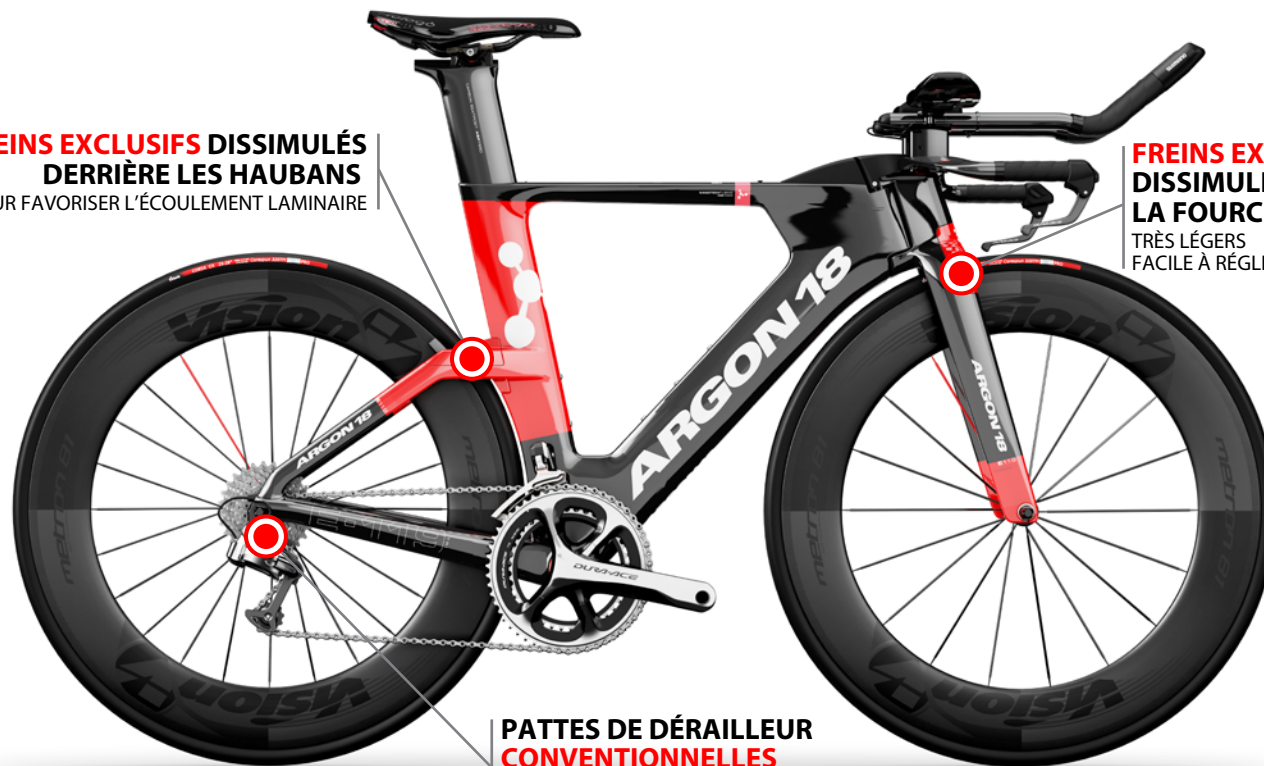 EINS EXCLUSIFS DISSIMULÉS
DERRIÈRE LES HAUBANS
UR FAVORISER L'ÉCOULEMENT LAMINAIRE
FREINS EX
DISSIMUL
LA FOURC
TRÈS LÉGERS
FACILE À RÉGL
Vision
Vision
ARGON 18
ARGON 18
ARGON 18
E-119
metron 81
metron 81
metron 81
DURA-ACE
Vision
Vision
PATTES DE DÉRAILLEUR
CONVENTIONNELLES